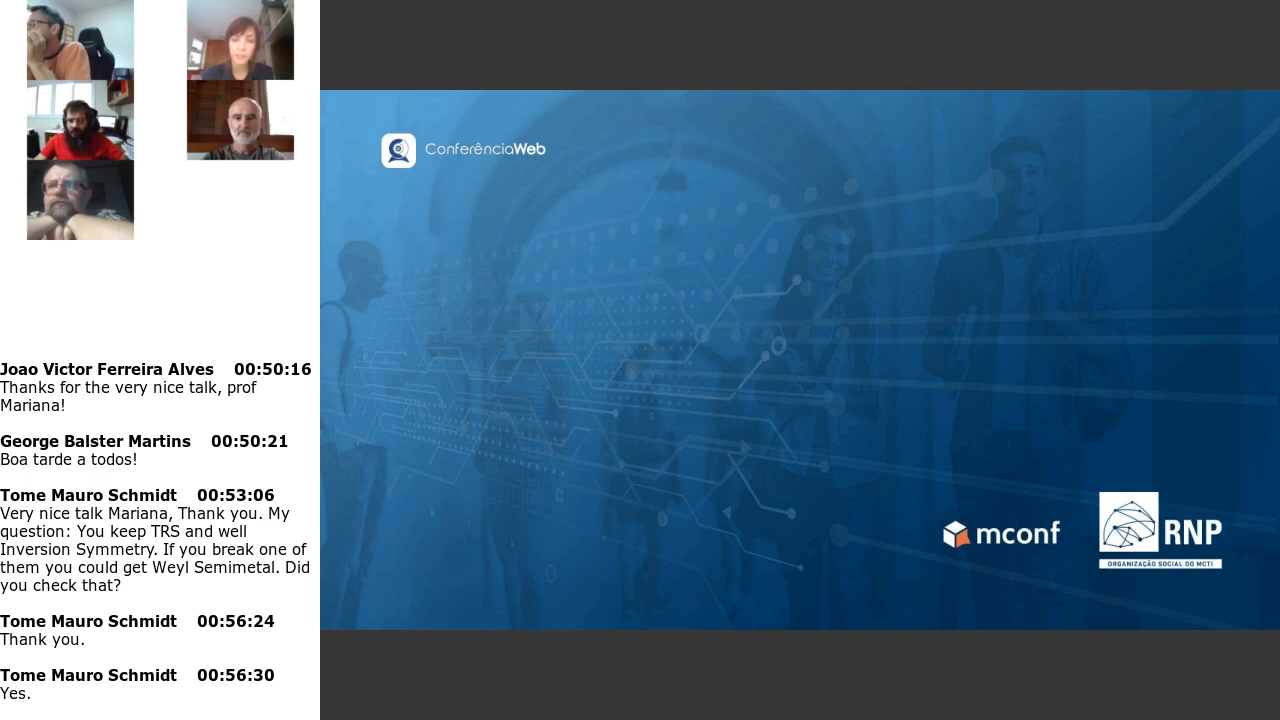 Joao Victor Ferreira Alves 00:50:16
Thanks for the very nice talk, prof
Mariana!
George Balster Martins 00:50:21
Boa tarde a todos!
Tome Mauro Schmidt 00:53:06
Very nice talk Mariana, Thank you. My
question: You keep TRS and well
Inversion Symmetry. If you break one of
them you could get Weyl Semimetal. Did
you check that?
Tome Mauro Schmidt 00:56:24
Thank you.
Tome Mauro Schmidt 00:56:30
Yes.
ConferênciaWeb
mconf
RNP
ORGANIZAÇÃO SOCIAL DO MCTI